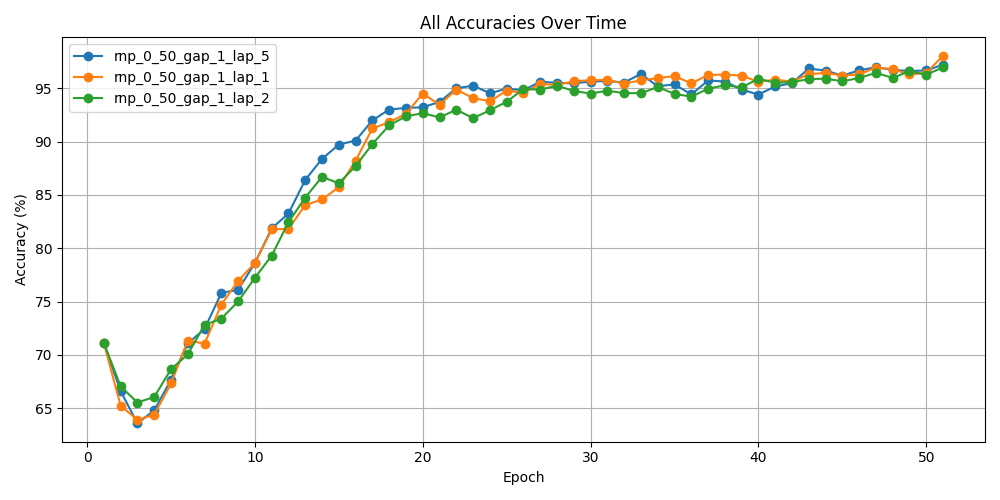 All Accuracies Over Time
rnp_0_50_gap_1_lap_5
rnp_0_50_gap_1_lap_1
rnp_0_50_gap_1_lap_2
95
90
85
80
75
70
65
Accuracy (%)
0 10 20 30 40 50
Epoch